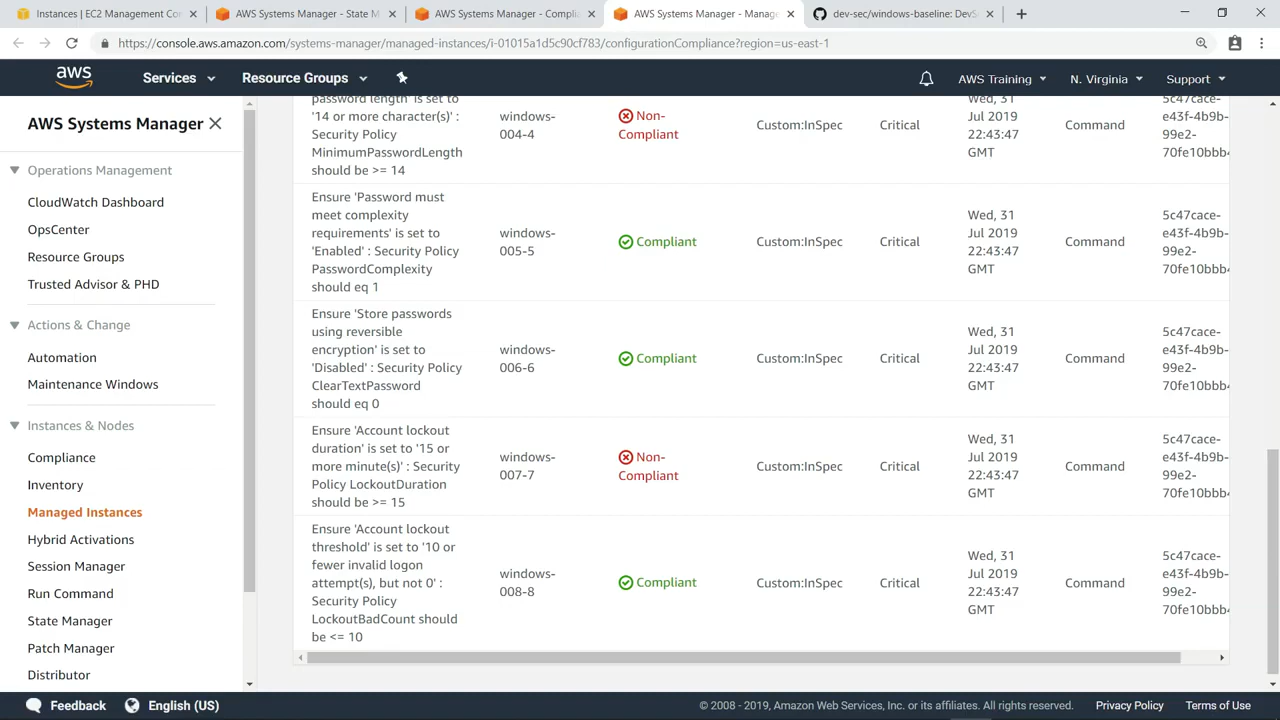 Instances | EC2 Management Con
AWS Systems Manager - State M
AWS Systems Manager - Complia
AWS Systems Manager - Manage
dev-sec/windows-baseline: DevS
https://console.aws.amazon.com/systems-manager/managed-instances/i-01015a1d5c90cf783/configurationCompliance?region=us-east-1
aws
Services
Resource Groups
AWS Training
N. Virginia
Support
AWS Systems Manager
Operations Management
CloudWatch Dashboard
OpsCenter
Resource Groups
Trusted Advisor & PHD
Actions & Change
Automation
Maintenance Windows
Instances & Nodes
Compliance
Inventory
Managed Instances
Hybrid Activations
Session Manager
Run Command
State Manager
Patch Manager
Distributor
password length' is set to
'14 or more character(s)' :
Security Policy
MinimumPasswordLength
should be >= 14
windows-
004-4
Non-
Compliant
Custom:InSpec
Critical
Wed, 31
Jul 2019
22:43:47
GMT
Command
5c47cace-
e43f-4b9b-
99e2-
70fe10bbb4
Ensure 'Password must
meet complexity
requirements' is set to
'Enabled' : Security Policy
PasswordComplexity
should eq 1
windows-
005-5
Compliant
Custom:InSpec
Critical
Wed, 31
Jul 2019
22:43:47
GMT
Command
5c47cace-
e43f-4b9b-
99e2-
70fe10bbb4
Ensure 'Store passwords
using reversible
encryption' is set to
'Disabled' : Security Policy
ClearTextPassword
should eq 0
windows-
006-6
Compliant
Custom:InSpec
Critical
Wed, 31
Jul 2019
22:43:47
GMT
Command
5c47cace-
e43f-4b9b-
99e2-
70fe10bbb4
Ensure 'Account lockout
duration' is set to '15 or
more minute(s)' : Security
Policy LockoutDuration
should be >= 15
windows-
007-7
Non-
Compliant
Custom:InSpec
Critical
Wed, 31
Jul 2019
22:43:47
GMT
Command
5c47cace-
e43f-4b9b-
99e2-
70fe10bbb4
Ensure 'Account lockout
threshold' is set to '10 or
fewer invalid logon
attempt(s), but not 0' :
Security Policy
LockoutBadCount should
be <= 10
windows-
008-8
Compliant
Custom:InSpec
Critical
Wed, 31
Jul 2019
22:43:47
GMT
Command
5c47cace-
e43f-4b9b-
99e2-
70fe10bbb4
Feedback
English (US)
© 2008 - 2019, Amazon Web Services, Inc. or its affiliates. All rights reserved.
Privacy Policy
Terms of Use